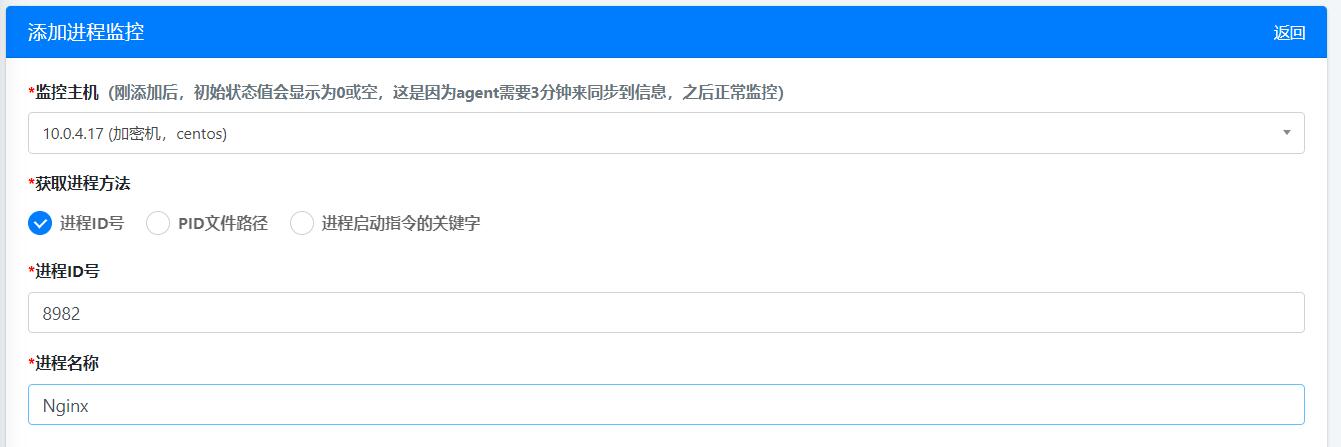 添加进程监控 返回
*监控主机（刚添加后，初始状态值会显示为0或空，这是因为agent需要3分钟来同步到信息，之后正常监控）
10.0.4.17 (加密机，centos)
*获取进程方法
进程ID号 PID文件路径 进程启动指令的关键字
*进程ID号
8982
*进程名称
Nginx